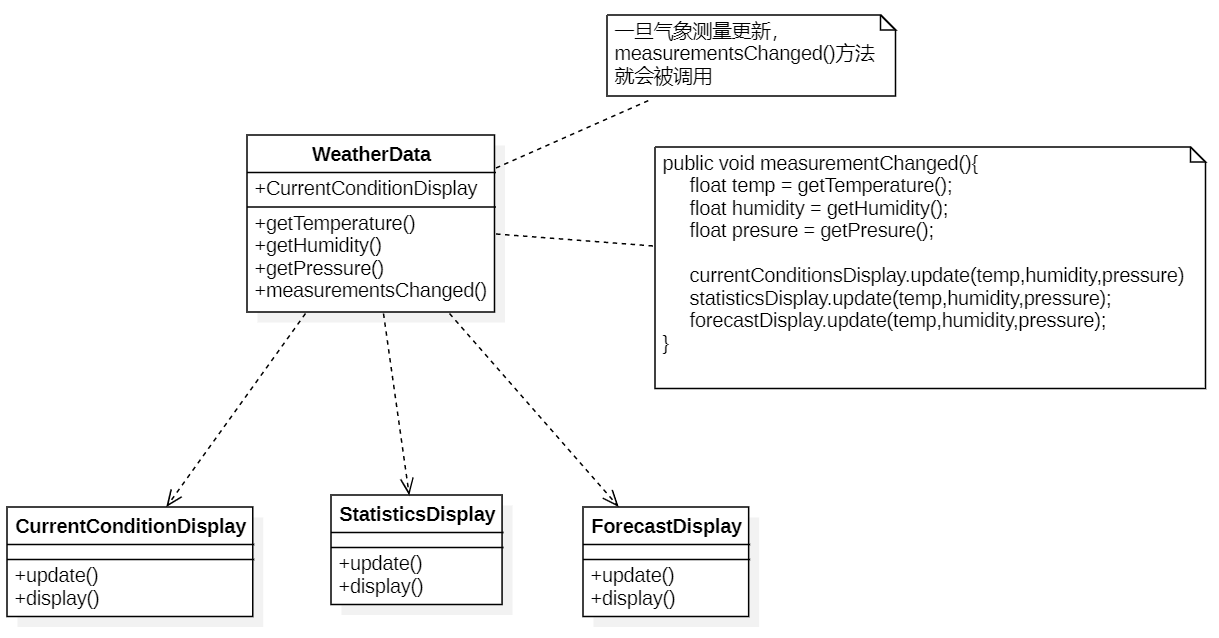 一旦气象测量更新，
measurementsChanged()方法
就会被调用
WeatherData
+CurrentConditionDisplay
+getTemperature()
+getHumidity()
+getPressure()
+measurementsChanged()
public void measurementChanged(){
float temp = getTemperature();
float humidity = getHumidity();
float presure = getPresure();
currentConditionsDisplay.update(temp,humidity,pressure)
statisticsDisplay.update(temp,humidity,pressure);
forecastDisplay.update(temp,humidity,pressure);
}
CurrentConditionDisplay
+update()
+display()
StatisticsDisplay
+update()
+display()
ForecastDisplay
+update()
+display()